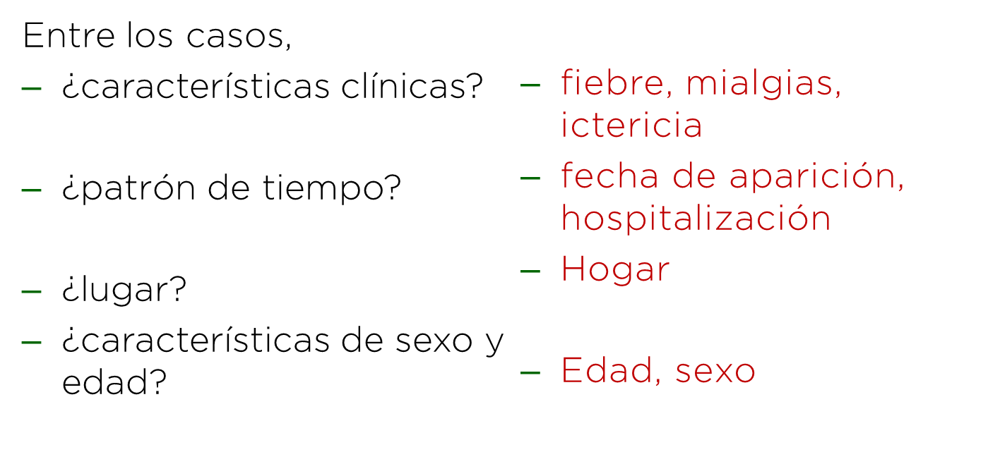 Entre los casos,
– ¿características clínicas?
– ¿patrón de tiempo?
– ¿lugar?
– ¿características de sexo y
edad?
– fiebre, mialgias,
ictericia
– fecha de aparición,
hospitalización
– Hogar
– Edad, sexo